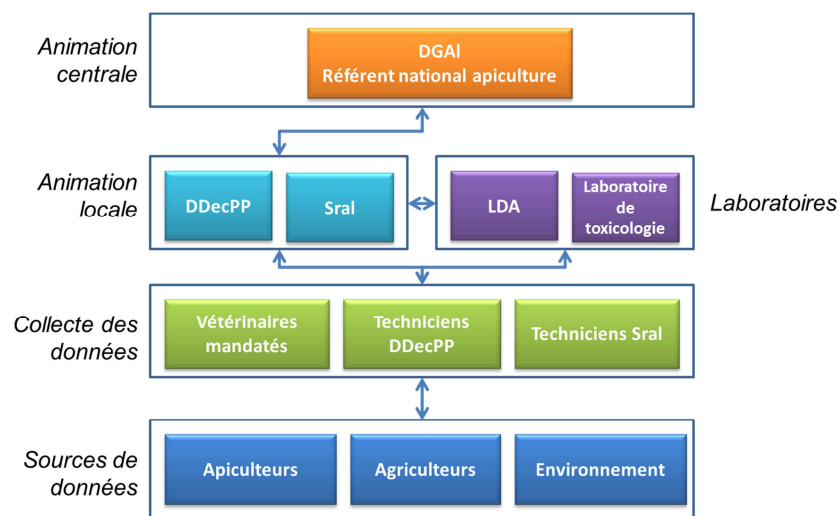 Animation
centrale
DGAl
Référent national apiculture
Animation
locale
DDecPP
Sral
LDA
Laboratoire
de
toxicologie
Laboratoires
Collecte des
données
Vétérinaires
mandatés
Techniciens
DDecPP
Techniciens Sral
Sources de
données
Apiculteurs
Agriculteurs
Environnement